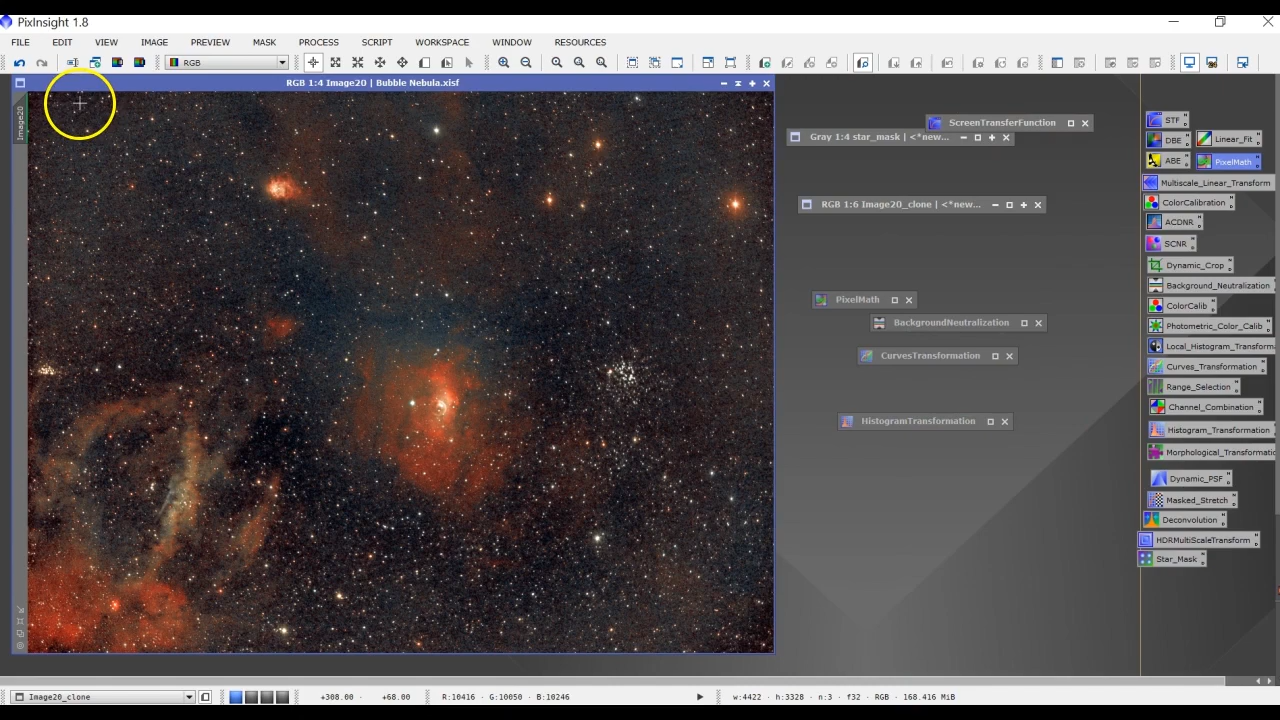 PixInsight 1.8
FILE EDIT VIEW IMAGE PREVIEW MASK PROCESS SCRIPT WORKSPACE WINDOW RESOURCES
RGB
RGB 1:4 Image20 | Bubble Nebula.xisf
Image20
ScreenTransferFunction
Gray 1:4 star_mask | <*new...
RGB 1:6 Image20_clone | <*new...
PixelMath
BackgroundNeutralization
CurvesTransformation
HistogramTransformation
STF
DBE Linear_Fit
ABE PixelMath
Multiscale_Linear_Transform
ColorCalibration
ACDNR
SCNR
Dynamic_Crop
Background_Neutralization
ColorCalib
Photometric_Color_Calib
Local_Histogram_Transforma
Curves_Transformation
Range_Selection
Channel_Combination
Histogram_Transformation
Morphological_Transformatic
Dynamic_PSF
Masked_Stretch
Deconvolution
HDRMultiScaleTransform
Star_Mask
Image20_clone +308.00 · +68.00 R:10416 · G:10050 · B:10246 w:4422 · h:3328 · n:3 · f32 · RGB · 168.416 MiB